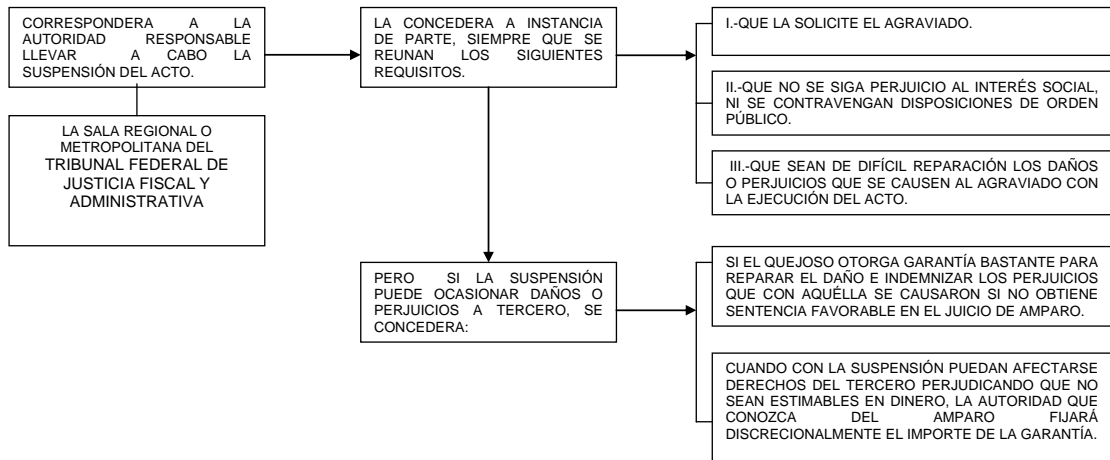 CORRESPONDERA A LA
AUTORIDAD RESPONSABLE
LLEVAR A CABO LA
SUSPENSIÓN DEL ACTO.
LA SALA REGIONAL O
METROPOLITANA DEL
TRIBUNAL FEDERAL DE
JUSTICIA FISCAL Y
ADMINISTRATIVA
LA CONCEDERA A INSTANCIA
DE PARTE, SIEMPRE QUE SE
REUNAN LOS SIGUIENTES
REQUISITOS.
I.-QUE LA SOLICITE EL AGRAVIADO.
II.-QUE NO SE SIGA PERJUICIO AL INTERÉS SOCIAL,
NI SE CONTRAVENGAN DISPOSICIONES DE ORDEN
PÚBLICO.
III.-QUE SEAN DE DIFÍCIL REPARACIÓN LOS DAÑOS
O PERJUICIOS QUE SE CAUSEN AL AGRAVIADO CON
LA EJECUCIÓN DEL ACTO.
PERO SI LA SUSPENSIÓN
PUEDE OCASIONAR DAÑOS O
PERJUICIOS A TERCERO, SE
CONCEDERA:
SI EL QUEJOSO OTORGA GARANTÍA BASTANTE PARA
REPARAR EL DAÑO E INDEMNIZAR LOS PERJUICIOS
QUE CON AQUÉLLA SE CAUSARON SI NO OBTIENE
SENTENCIA FAVORABLE EN EL JUICIO DE AMPARO.
CUANDO CON LA SUSPENSIÓN PUEDAN AFECTARSE
DERECHOS DEL TERCERO PERJUDICANDO QUE NO
SEAN ESTIMABLES EN DINERO, LA AUTORIDAD QUE
CONOZCA DEL AMPARO FIJARÁ
DISCRECIONALMENTE EL IMPORTE DE LA GARANTÍA.